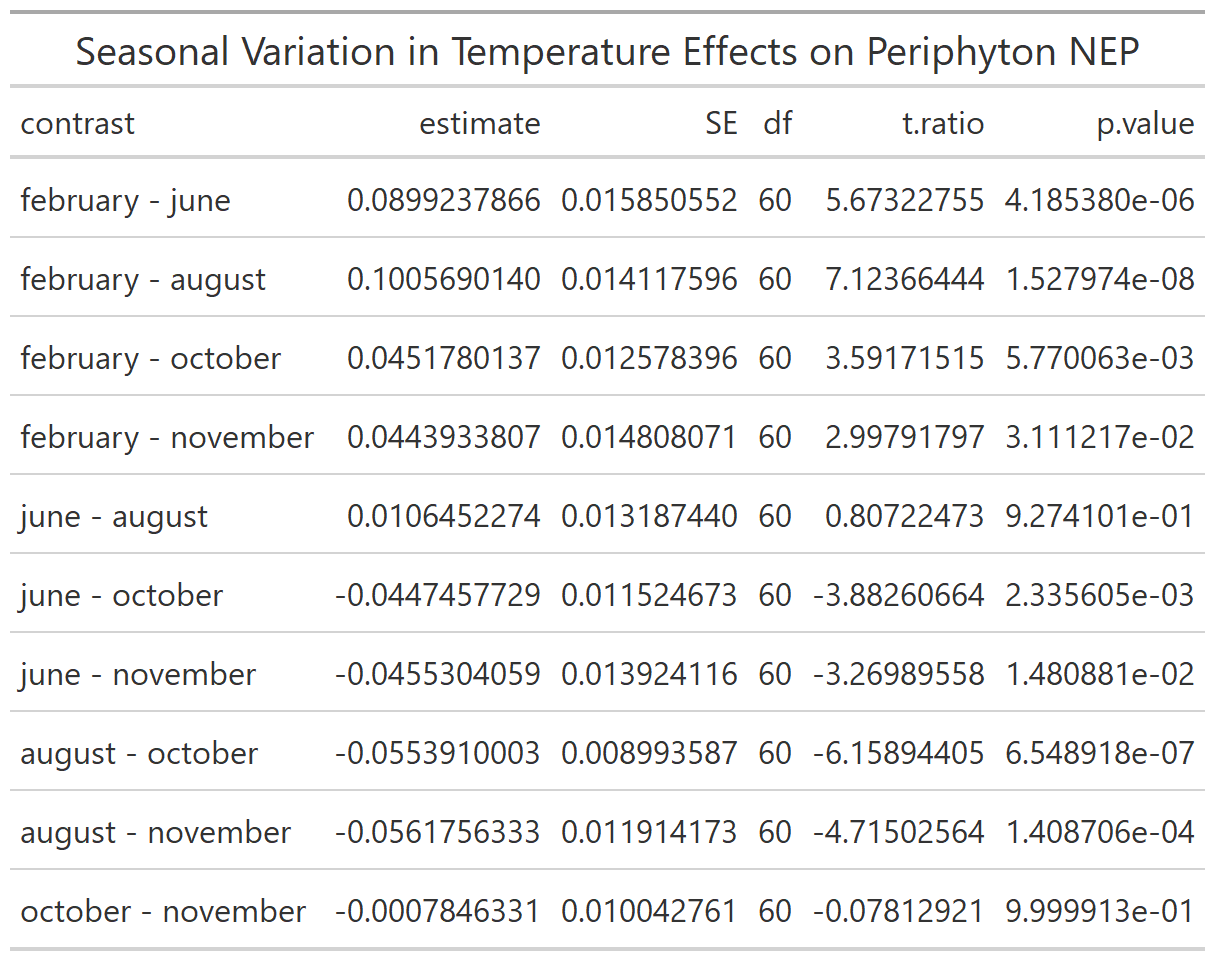 Seasonal Variation in Temperature Effects on Periphyton NEP
contrast estimate SE df t.ratio p.value
february - june 0.0899237866 0.015850552 60 5.67322755 4.185380e-06
february - august 0.1005690140 0.014117596 60 7.12366444 1.527974e-08
february - october 0.0451780137 0.012578396 60 3.59171515 5.770063e-03
february - november 0.0443933807 0.014808071 60 2.99791797 3.111217e-02
june - august 0.0106452274 0.013187440 60 0.80722473 9.274101e-01
june - october -0.0447457729 0.011524673 60 -3.88260664 2.335605e-03
june - november -0.0455304059 0.013924116 60 -3.26989558 1.480881e-02
august - october -0.0553910003 0.008993587 60 -6.15894405 6.548918e-07
august - november -0.0561756333 0.011914173 60 -4.71502564 1.408706e-04
october - november -0.0007846331 0.010042761 60 -0.07812921 9.999913e-01